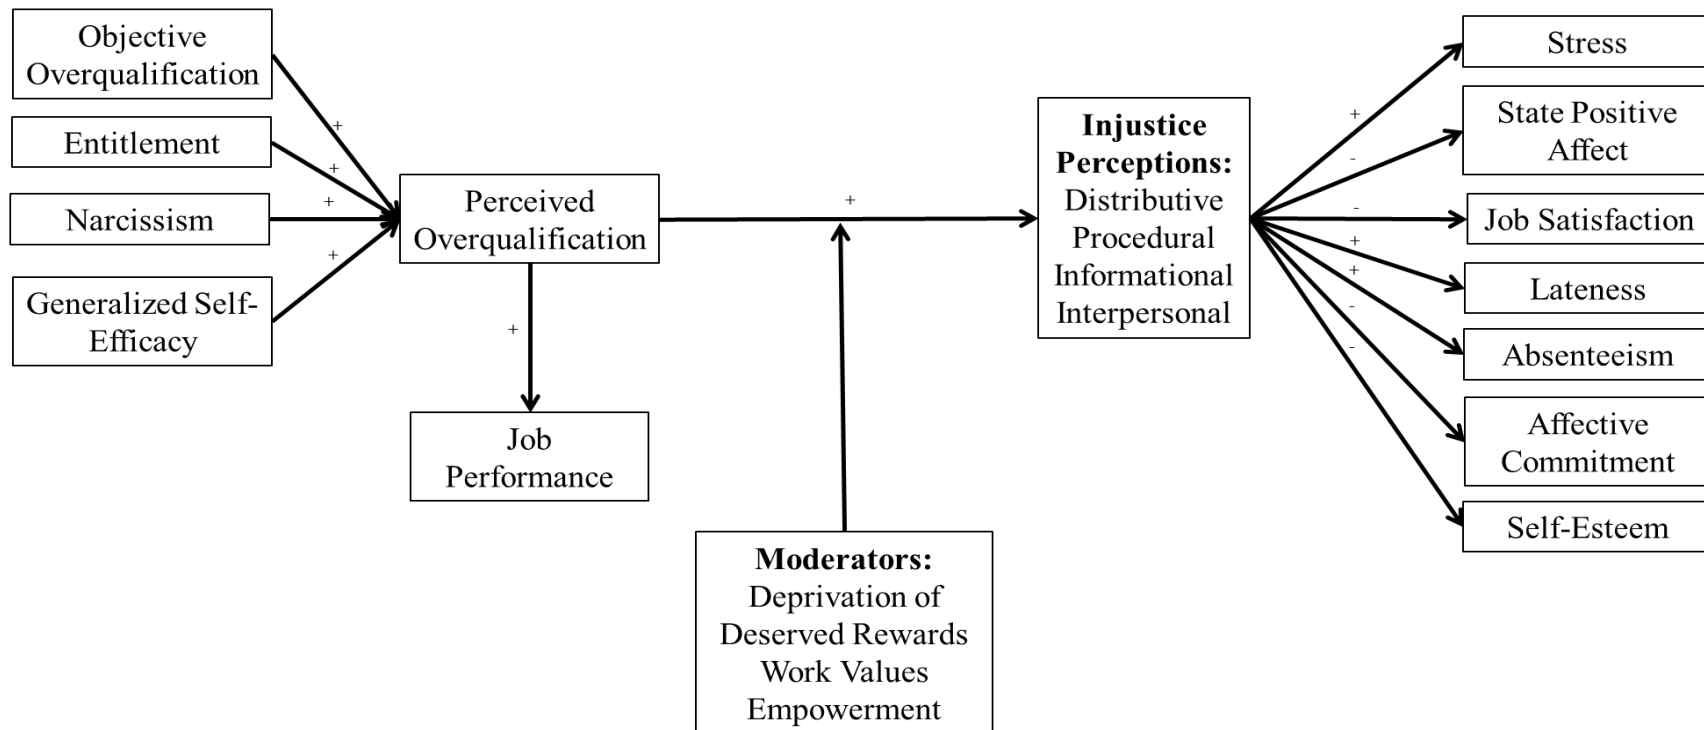 Objective
Overqualification
Entitlement
Narcissism
Generalized Self-
Efficacy
+
+
+
+
Perceived
Overqualification
+
Job
Performance
+
Moderators:
Deprivation of
Deserved Rewards
Work Values
Empowerment
Injustice
Perceptions:
Distributive
Procedural
Informational
Interpersonal
+
-
-
+
+
-
-
Stress
State Positive
Affect
Job Satisfaction
Lateness
Absenteeism
Affective
Commitment
Self-Esteem